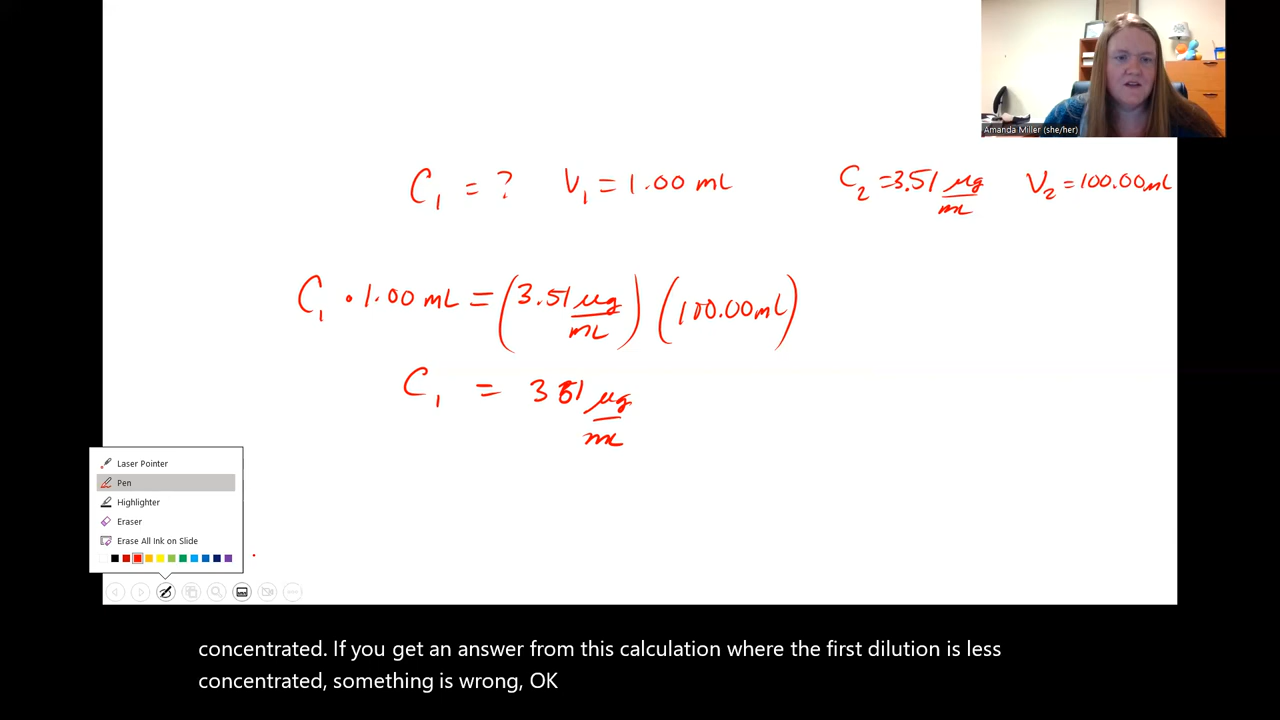 Amanda Miller (she/her)
C₁ = ? V₁ = 1.00 mL C₂ = 3.51 μg/mL V₂ = 100.00 mL
C₁ • 1.00 mL = (3.51 μg/mL) (100.00 mL)
C₁ = 351 μg/mL
Laser Pointer
Pen
Highlighter
Eraser
Erase All Ink on Slide
concentrated. If you get an answer from this calculation where the first dilution is less
concentrated, something is wrong, OK